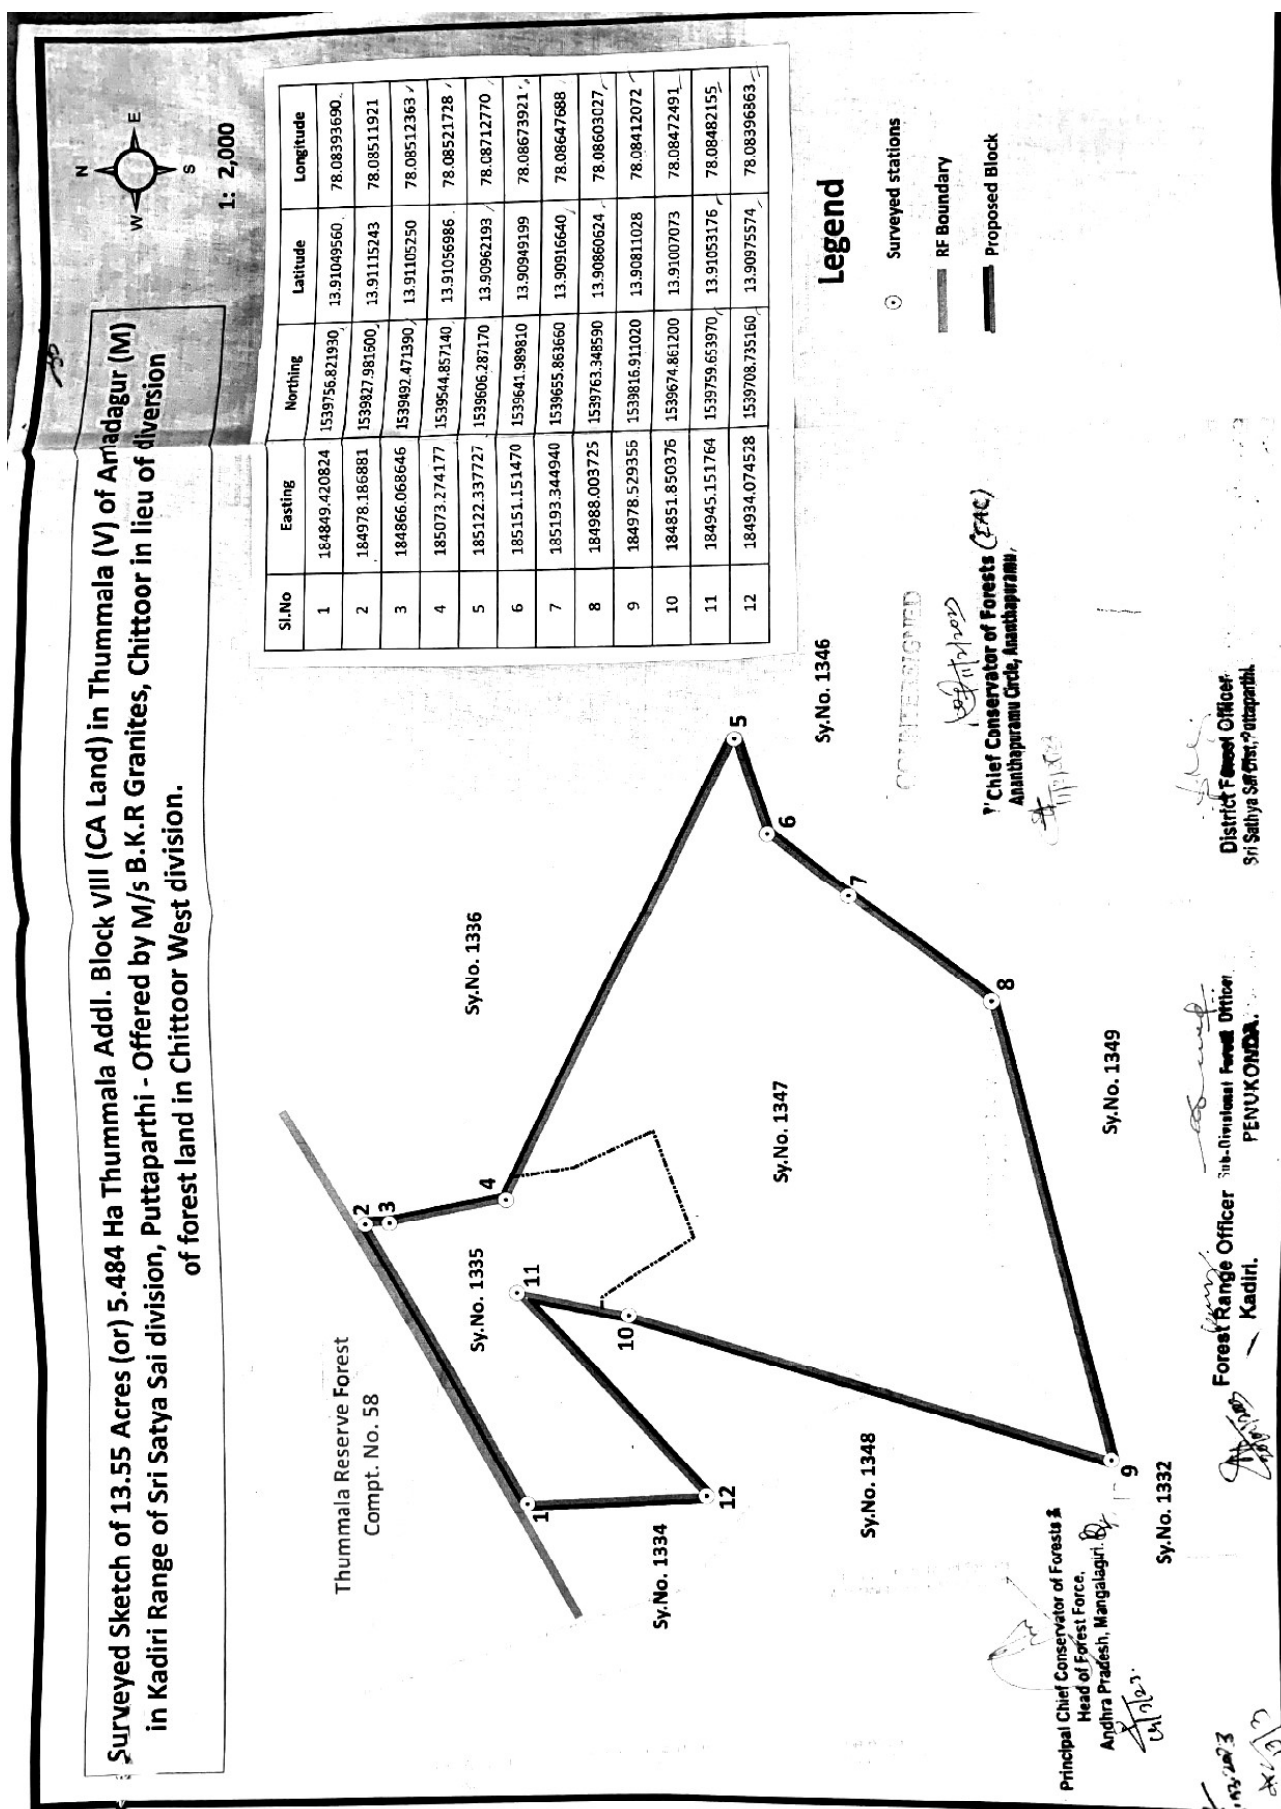 Surveyed Sketch of 13.55 Acres (or) 5.484 Ha Thummala Addl. Block VIII (CA Land) in Thummala (V) of Amadagur (M)
in Kadiri Range of Sri Satya Sai division, Puttaparthi - Offered by M/s B.K.R Granites, Chittoor in lieu of diversion
of forest land in Chittoor West division.
N
W E
S
1: 2,000
Sl.No Easting Northing Latitude Longitude
1 184849.420824 1539756.821930 13.91049560 78.08393690
2 184978.186881 1539827.981600 13.91115243 78.08511921
3 184866.068646 1539492.471390 13.91105250 78.08512363
4 185073.274177 1539544.857140 13.91056986 78.08521728
5 185122.337727 1539606.287170 13.90962193 78.08712770
6 185151.151470 1539641.989810 13.90949199 78.08673921
7 185193.344940 1539655.863660 13.90916640 78.08647688
8 184988.003725 1539763.348590 13.90860624 78.08603027
9 184978.529356 1539816.911020 13.90811028 78.08412072
10 184851.850376 1539674.861200 13.91007073 78.08472491
11 184945.151764 1539759.653970 13.91053176 78.08482155
12 184934.074528 1539708.735160 13.90975574 78.08396363
Thummala Reserve Forest
Compt. No. 58
1
2
3
4
5
6
7
8
9
10
11
12
Sy.No. 1336
Sy.No. 1335
Sy.No. 1334
Sy.No. 1346
Sy.No. 1347
Sy.No. 1348
Sy.No. 1349
Sy.No. 1332
Legend
Surveyed stations
RF Boundary
Proposed Block
COUNTERSIGNED
Chief Conservator of Forests (FAC)
Ananthapuramu Circle, Ananthapuramu,
Principal Chief Conservator of Forests &
Head of Forest Force,
Andhra Pradesh, Mangalagiri.
Forest Range Officer
Kadiri.
Sub-Divisional Forest Officer
PENUKONDA.
District Forest Officer
Sri Sathya Sai Dist, Puttaparthi.